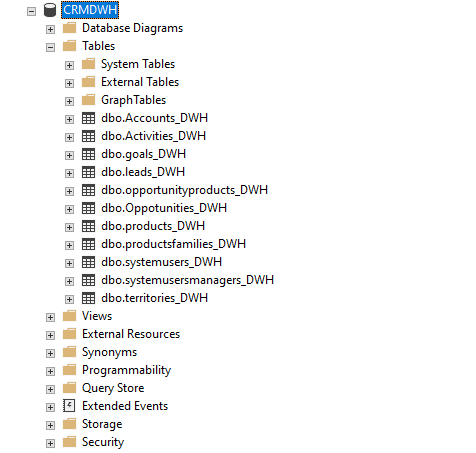 CRMDWH
Database Diagrams
Tables
System Tables
External Tables
GraphTables
dbo.Accounts_DWH
dbo.Activities_DWH
dbo.goals_DWH
dbo.leads_DWH
dbo.opportunityproducts_DWH
dbo.Oppotunities_DWH
dbo.products_DWH
dbo.productsfamilies_DWH
dbo.systemusers_DWH
dbo.systemusersmanagers_DWH
dbo.territories_DWH
Views
External Resources
Synonyms
Programmability
Query Store
Extended Events
Storage
Security